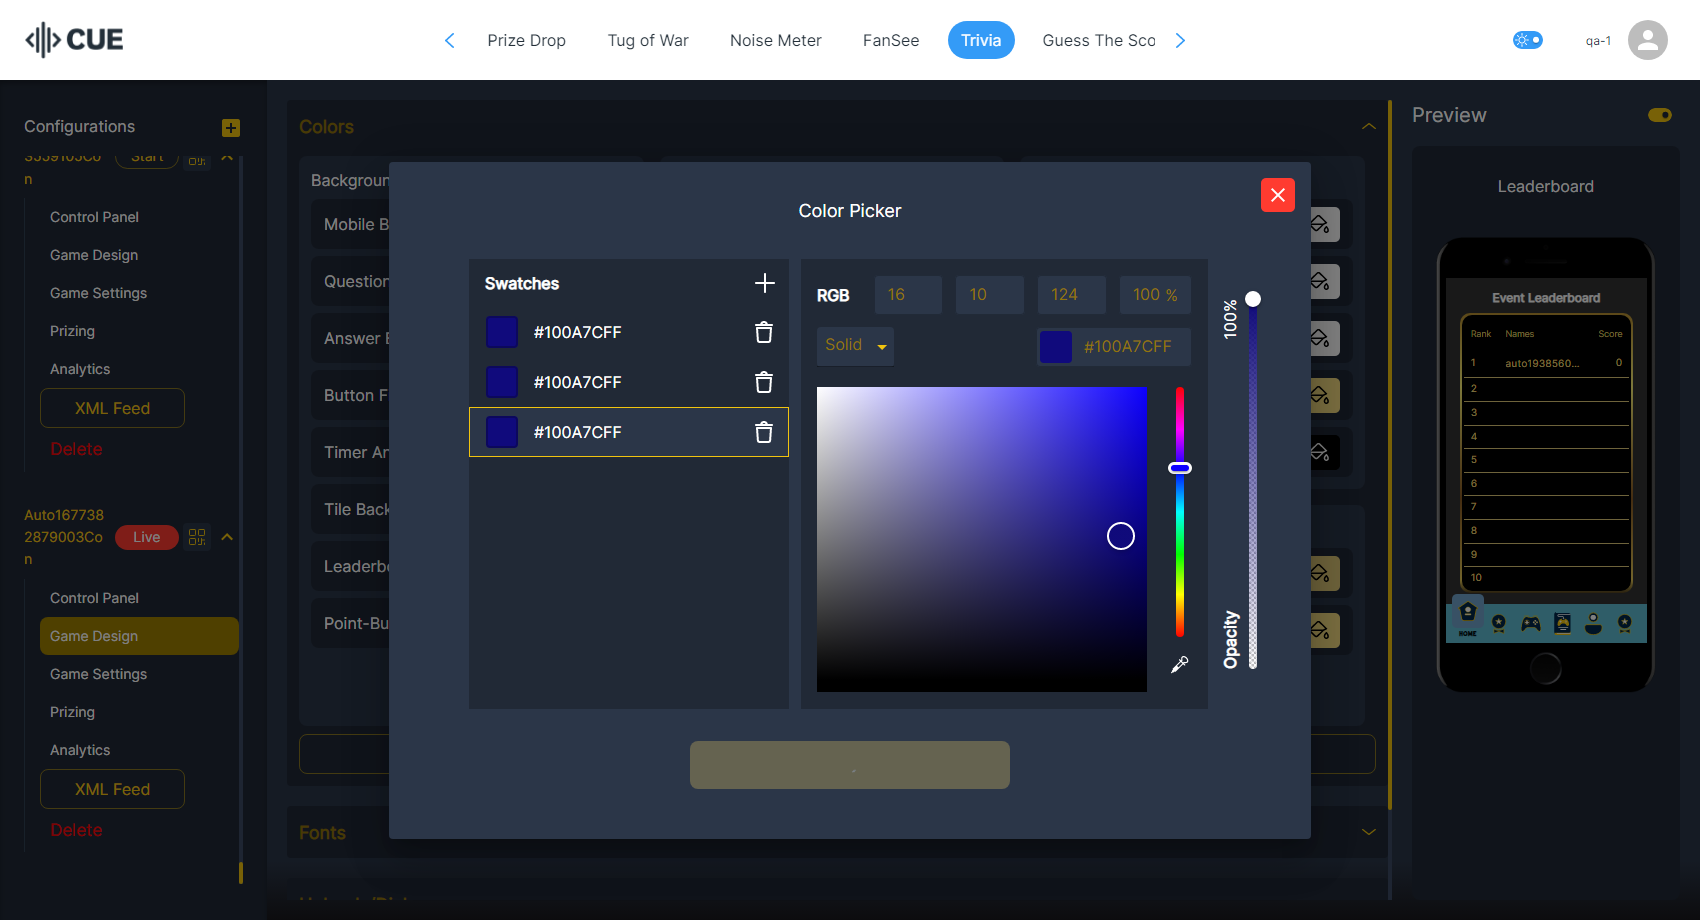 CUE
Prize Drop
Tug of War
Noise Meter
FanSee
Trivia
Guess The Sco
qa-1
Configurations
Start
n
Control Panel
Game Design
Game Settings
Prizing
Analytics
XML Feed
Delete
Auto167738
2879003Co
n
Live
Control Panel
Game Design
Game Settings
Prizing
Analytics
XML Feed
Delete
Colors
Backgroun
Mobile B
Question
Answer
Button F
Timer An
Tile Back
Leaderbo
Point-Bu
Fonts
Color Picker
Swatches
#100A7CFF
#100A7CFF
#100A7CFF
RGB
16
10
124
100 %
Solid
#100A7CFF
100%
Opacity
Preview
Leaderboard
Event Leaderboard
Rank Names Score
1 auto1938560... 0
2
3
4
5
6
7
8
9
10
HOME